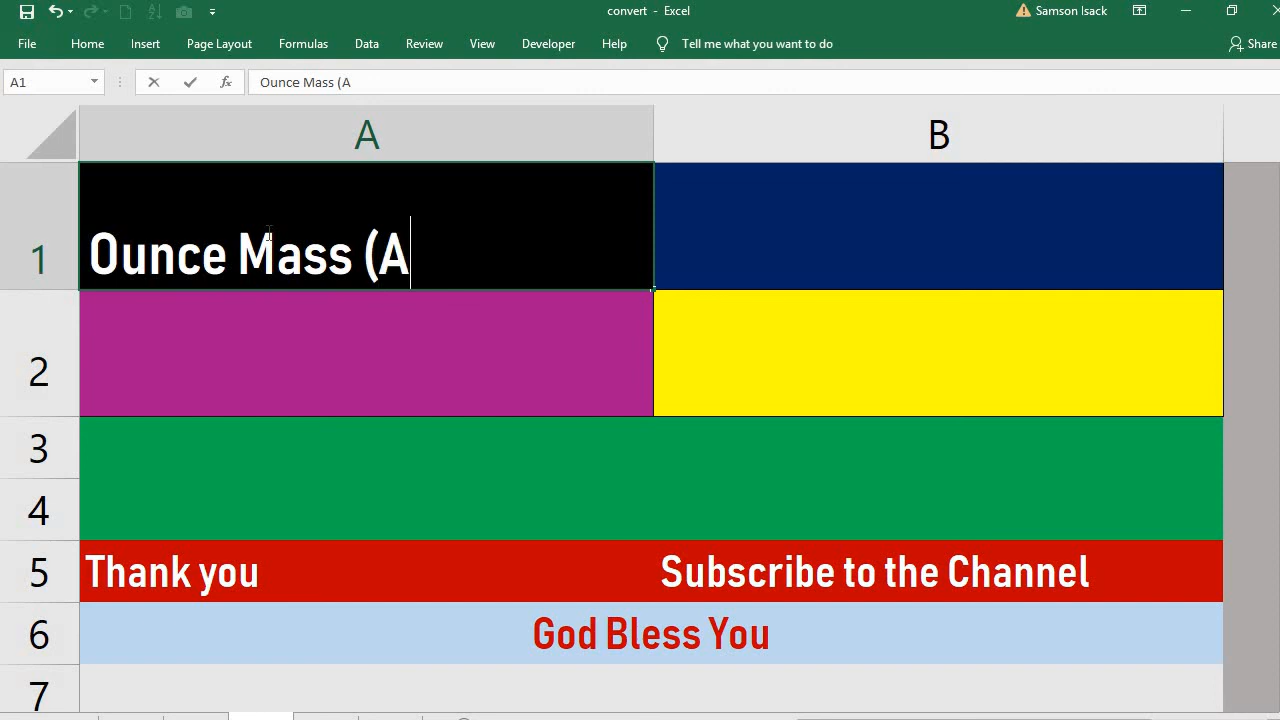 convert - Excel
Samson Isack
File Home Insert Page Layout Formulas Data Review View Developer Help Tell me what you want to do Share
A1 fx Ounce Mass (A
A B
1 Ounce Mass (A
2
3
4
5 Thank you Subscribe to the Channel
6 God Bless You
7